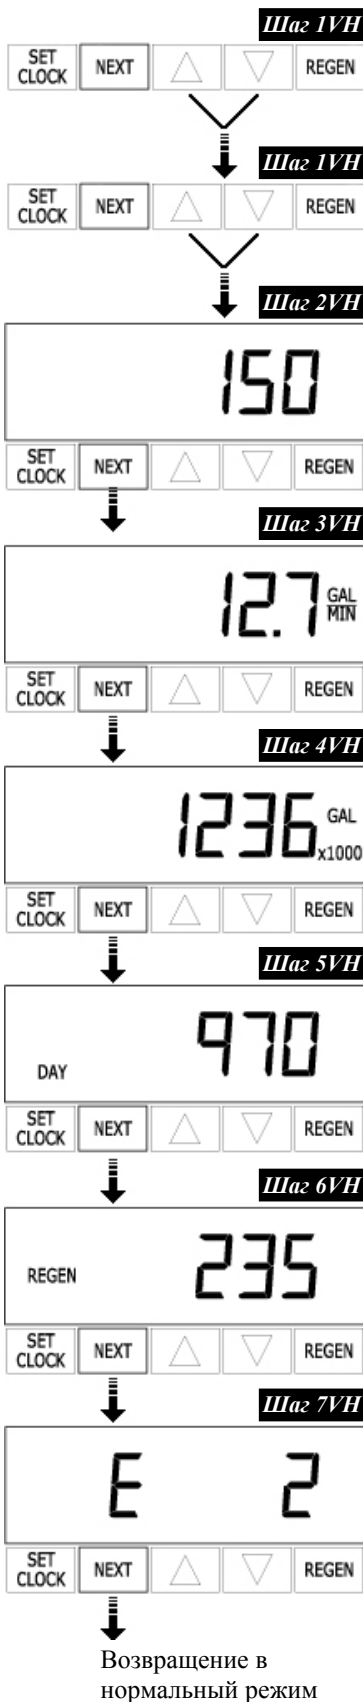 Шаг 1VH
SET CLOCK NEXT REGEN
Шаг 1VH
SET CLOCK NEXT REGEN
Шаг 2VH
150
SET CLOCK NEXT REGEN
Шаг 3VH
12.7 GAL MIN
SET CLOCK NEXT REGEN
Шаг 4VH
1236 GAL x1000
SET CLOCK NEXT REGEN
Шаг 5VH
DAY 970
SET CLOCK NEXT REGEN
Шаг 6VH
REGEN 235
SET CLOCK NEXT REGEN
Шаг 7VH
E 2
SET CLOCK NEXT REGEN
Возвращение в
нормальный режим